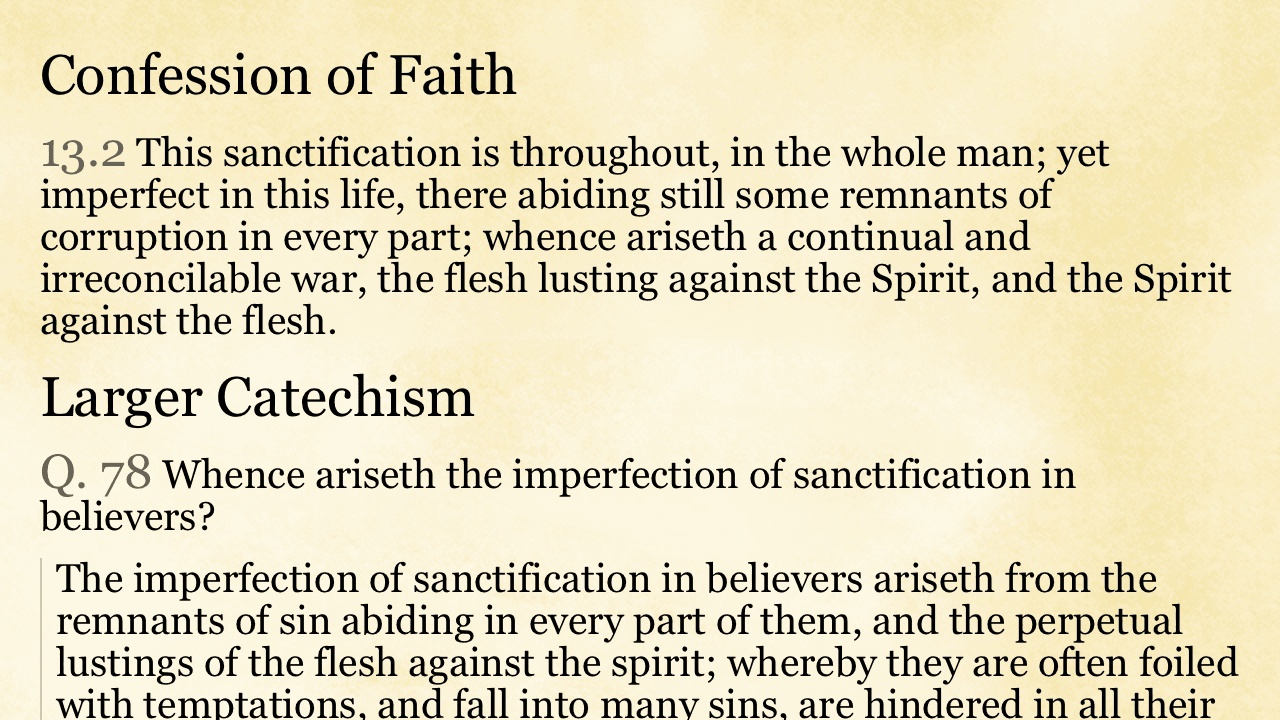 Confession of Faith
13.2 This sanctification is throughout, in the whole man; yet
imperfect in this life, there abiding still some remnants of
corruption in every part; whence ariseth a continual and
irreconcilable war, the flesh lusting against the Spirit, and the Spirit
against the flesh.
Larger Catechism
Q. 78 Whence ariseth the imperfection of sanctification in
believers?
The imperfection of sanctification in believers ariseth from the
remnants of sin abiding in every part of them, and the perpetual
lustings of the flesh against the spirit; whereby they are often foiled
with temptations, and fall into many sins, are hindered in all their